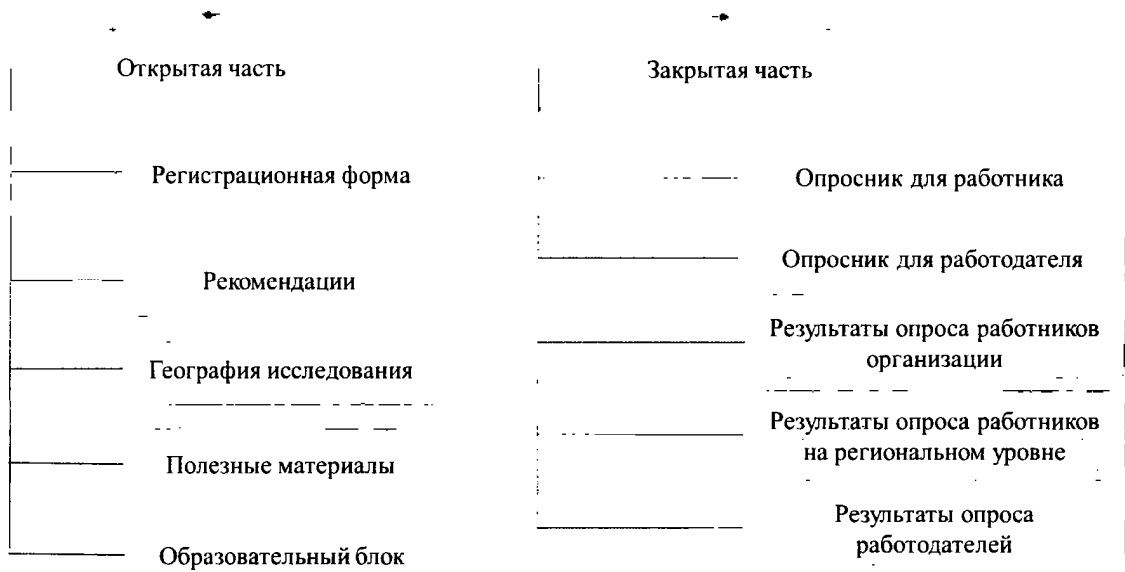 Открытая часть
Регистрационная форма
Рекомендации
География исследования
Полезные материалы
Образовательный блок
Закрытая часть
Опросник для работника
Опросник для работодателя
Результаты опроса работников
организации
Результаты опроса работников
на региональном уровне
Результаты опроса
работодателей